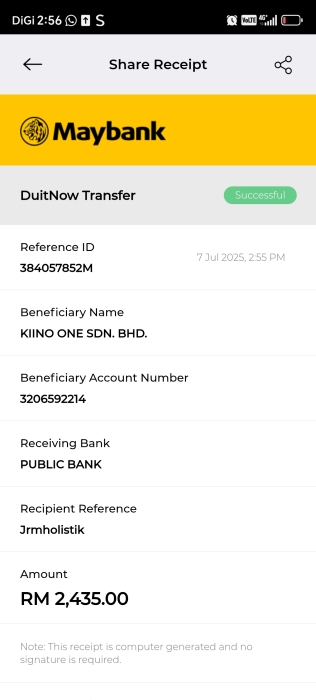 DiGi 2:56
Share Receipt
Maybank
DuitNow Transfer
Successful
Reference ID
7 Jul 2025, 2:55 PM
384057852M
Beneficiary Name
KIINO ONE SDN. BHD.
Beneficiary Account Number
3206592214
Receiving Bank
PUBLIC BANK
Recipient Reference
Jrmholistik
Amount
RM 2,435.00
Note: This receipt is computer generated and no
signature is required.